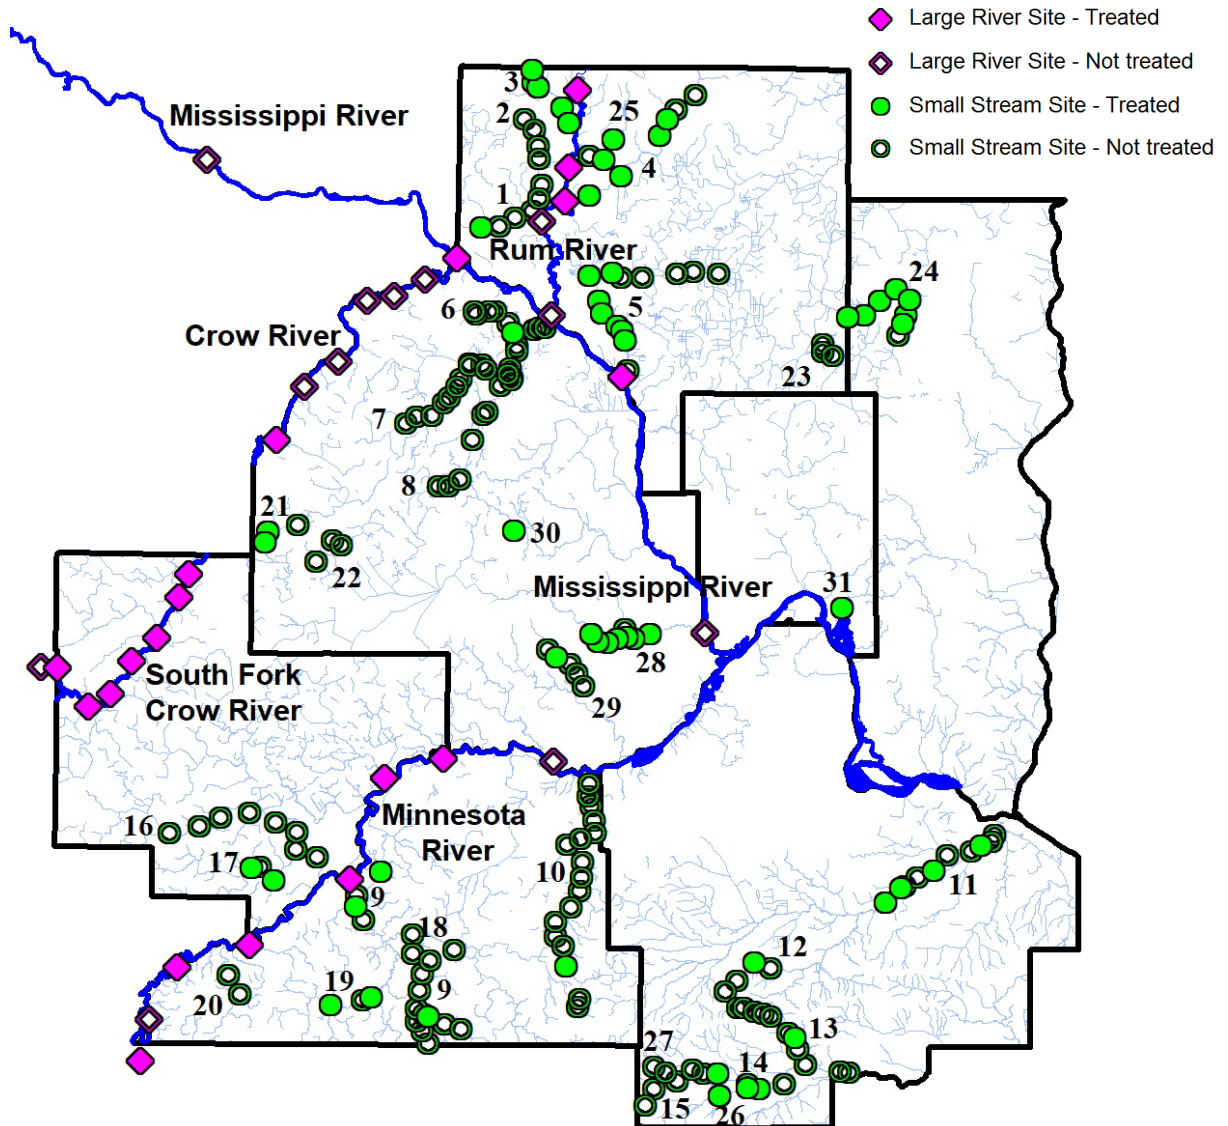 Large River Site - Treated
Large River Site - Not treated
Small Stream Site - Treated
Small Stream Site - Not treated
3
2
25
Mississippi River
4
1
Rum River
24
6
5
Crow River
23
7
8
21
30
22
Mississippi River
31
28
South Fork
Crow River
29
Minnesota
River
16
17
10
11
9
18
12
19
9
20
13
27
14
15
26